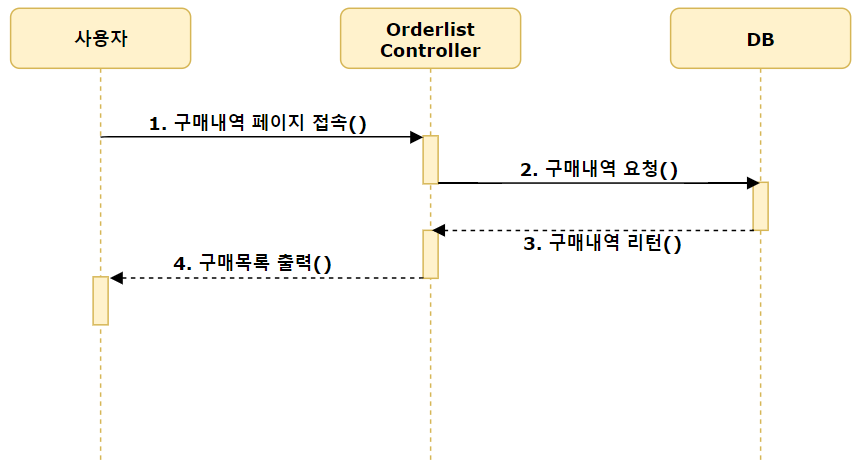 사용자
Orderlist
Controller
DB
1. 구매내역 페이지 접속()
2. 구매내역 요청()
3. 구매내역 리턴()
4. 구매목록 출력()